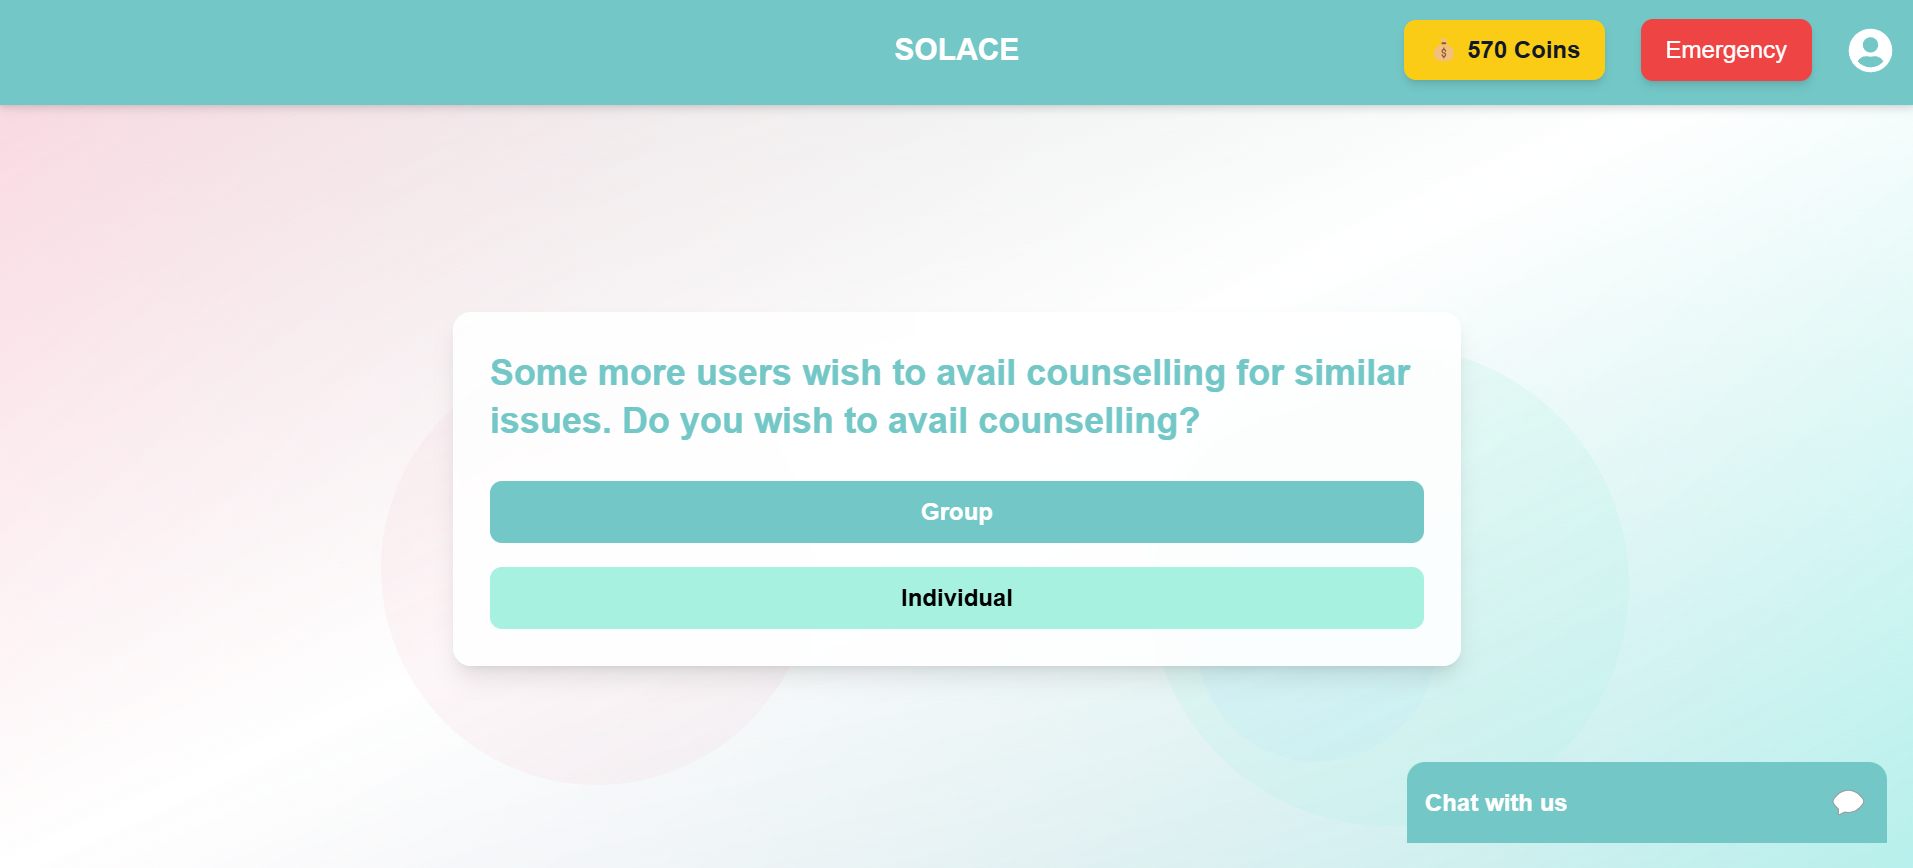 SOLACE
570 Coins
Emergency
Some more users wish to avail counselling for similar
issues. Do you wish to avail counselling?
Group
Individual
Chat with us